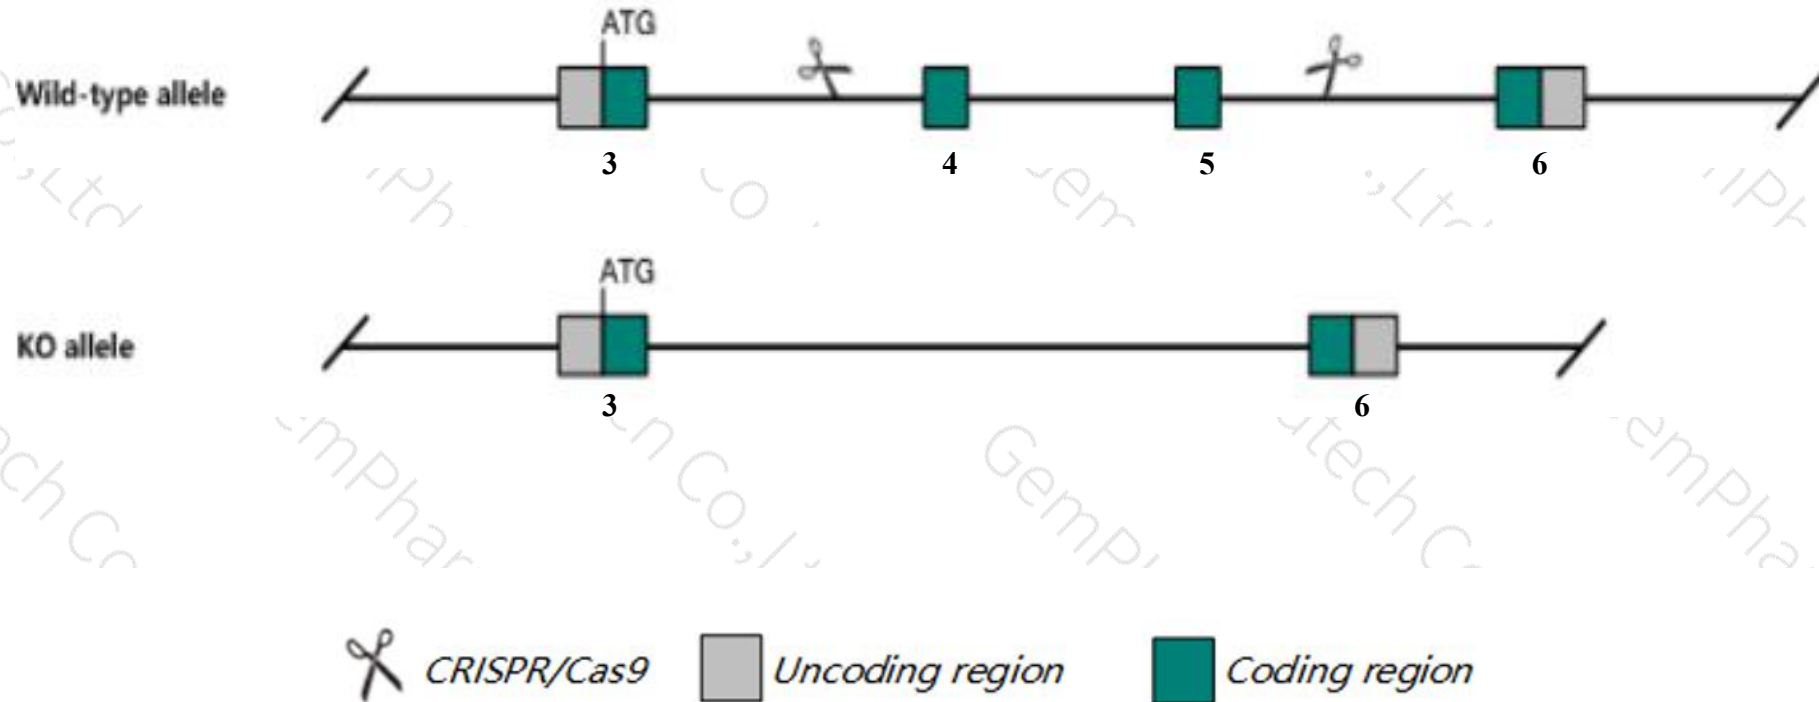 ATG
Wild-type allele
3 4 5 6
ATG
KO allele
3 6
CRISPR/Cas9 Uncoding region Coding region